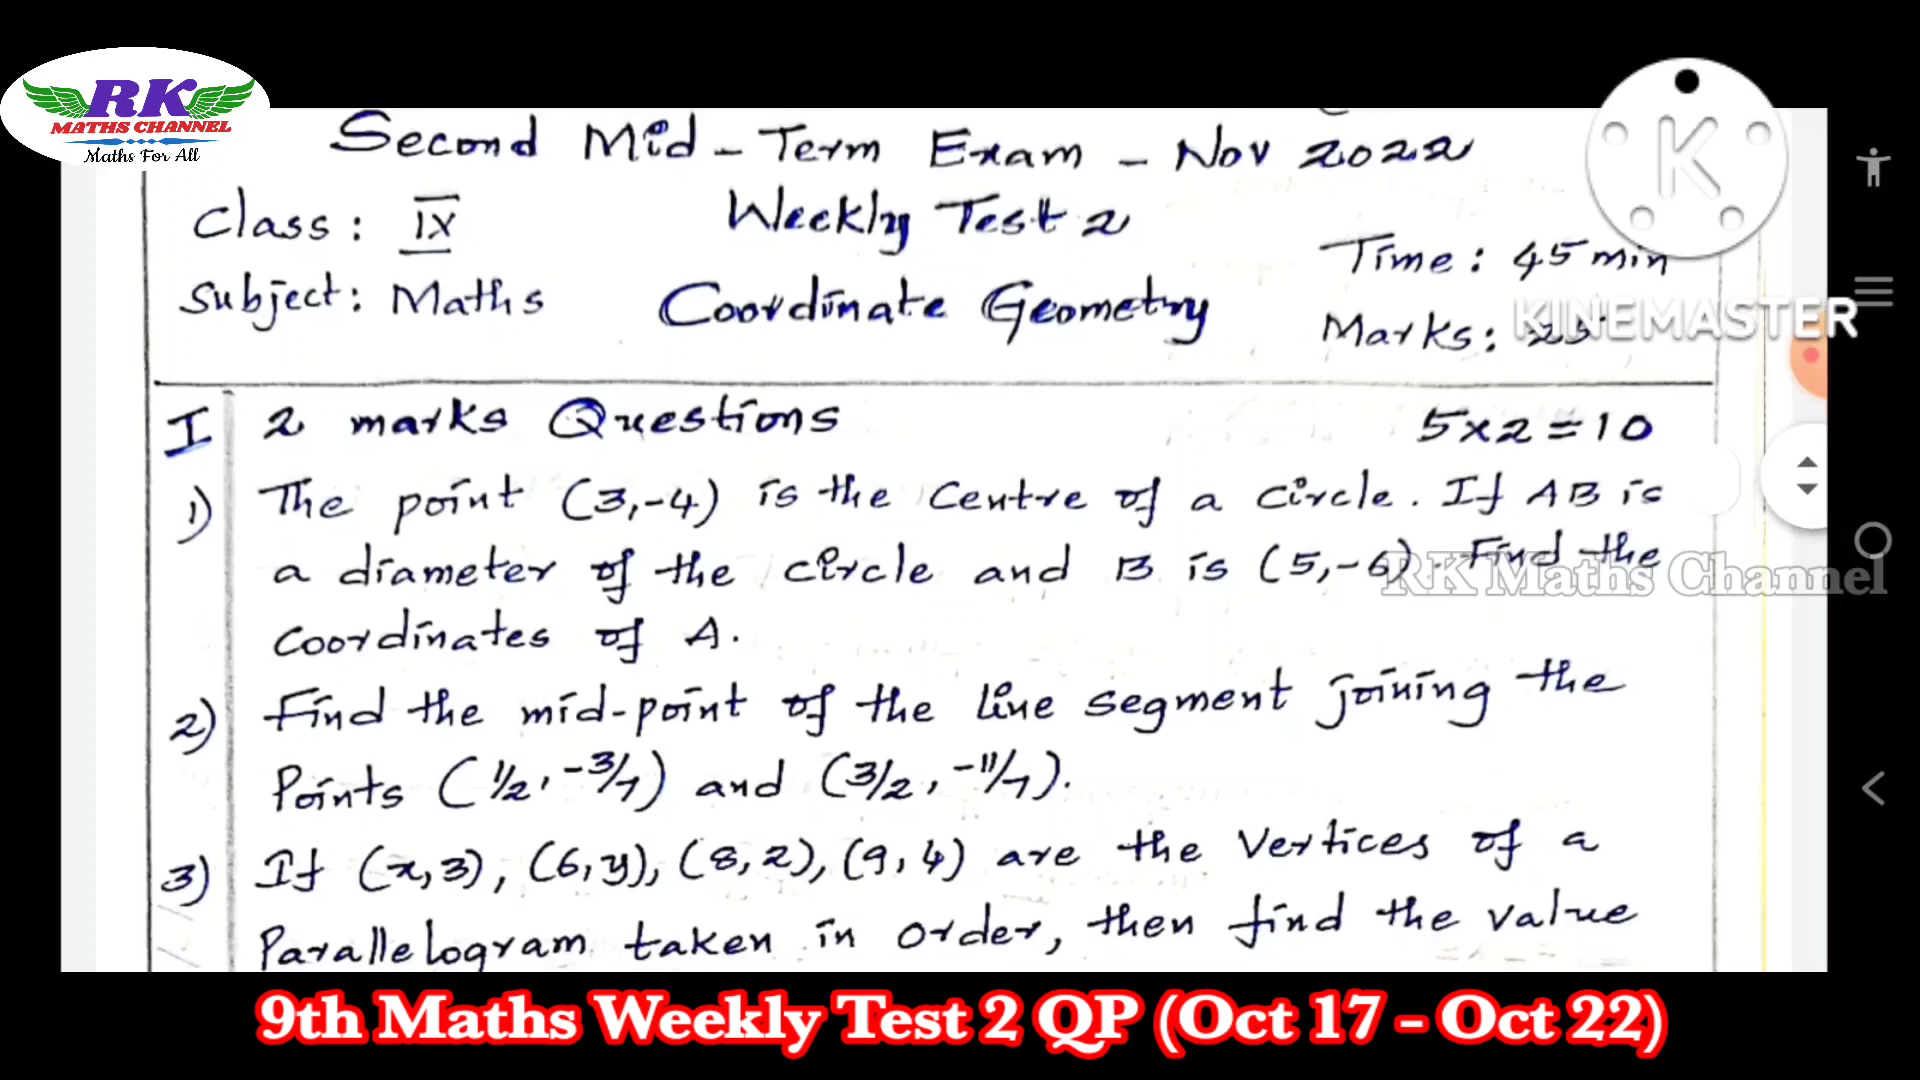 RK
MATHS CHANNEL
Maths For All
K
KINEMASTER
Second Mid - Term Exam - Nov 2022
Class: IX
Weekly Test 2
Time: 45 min
Subject: Maths
Coordinate Geometry
Marks: 25
I 2 marks Questions 5x2=10
1) The point (3,-4) is the Centre of a circle. If AB is
a diameter of the circle and B is (5,-6). Find the
RK Maths Channel
Coordinates of A.
2) Find the mid-point of the line segment joining the
Points (1/2, -3/7) and (3/2, -11/7).
3) If (x,3), (6,y), (8,2), (9,4) are the Vertices of a
Parallelogram taken in order, then find the value
9th Maths Weekly Test 2 QP (Oct 17 - Oct 22)